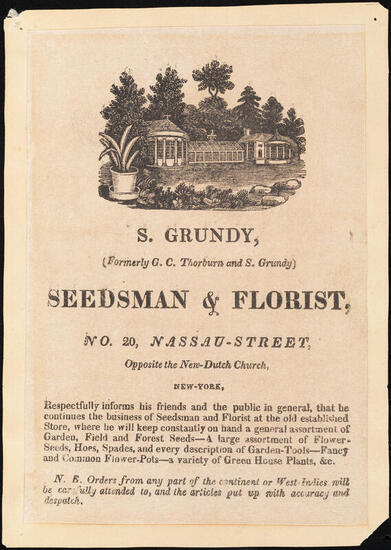 S. GRUNDY,
(Formerly G. C. Thorburn and S. Grundy)
SEEDSMAN & FLORIST,
NO. 20, NASSAU-STREET,
Opposite the New-Dutch Church,
NEW-YORK,
Respectfully informs his friends and the public in general, that he
continues the business of Seedsman and Florist at the old established
Store, where he will keep constantly on hand a general assortment of
Garden, Field and Forest Seeds—A large assortment of Flower-
Seeds, Hoes, Spades, and every description of Garden-Tools—Fancy
and Common Flower-Pots—a variety of Green House Plants, &c.
N. B. Orders from any part of the continent or West-Indies will
be carefully attended to, and the articles put up with accuracy and
despatch.